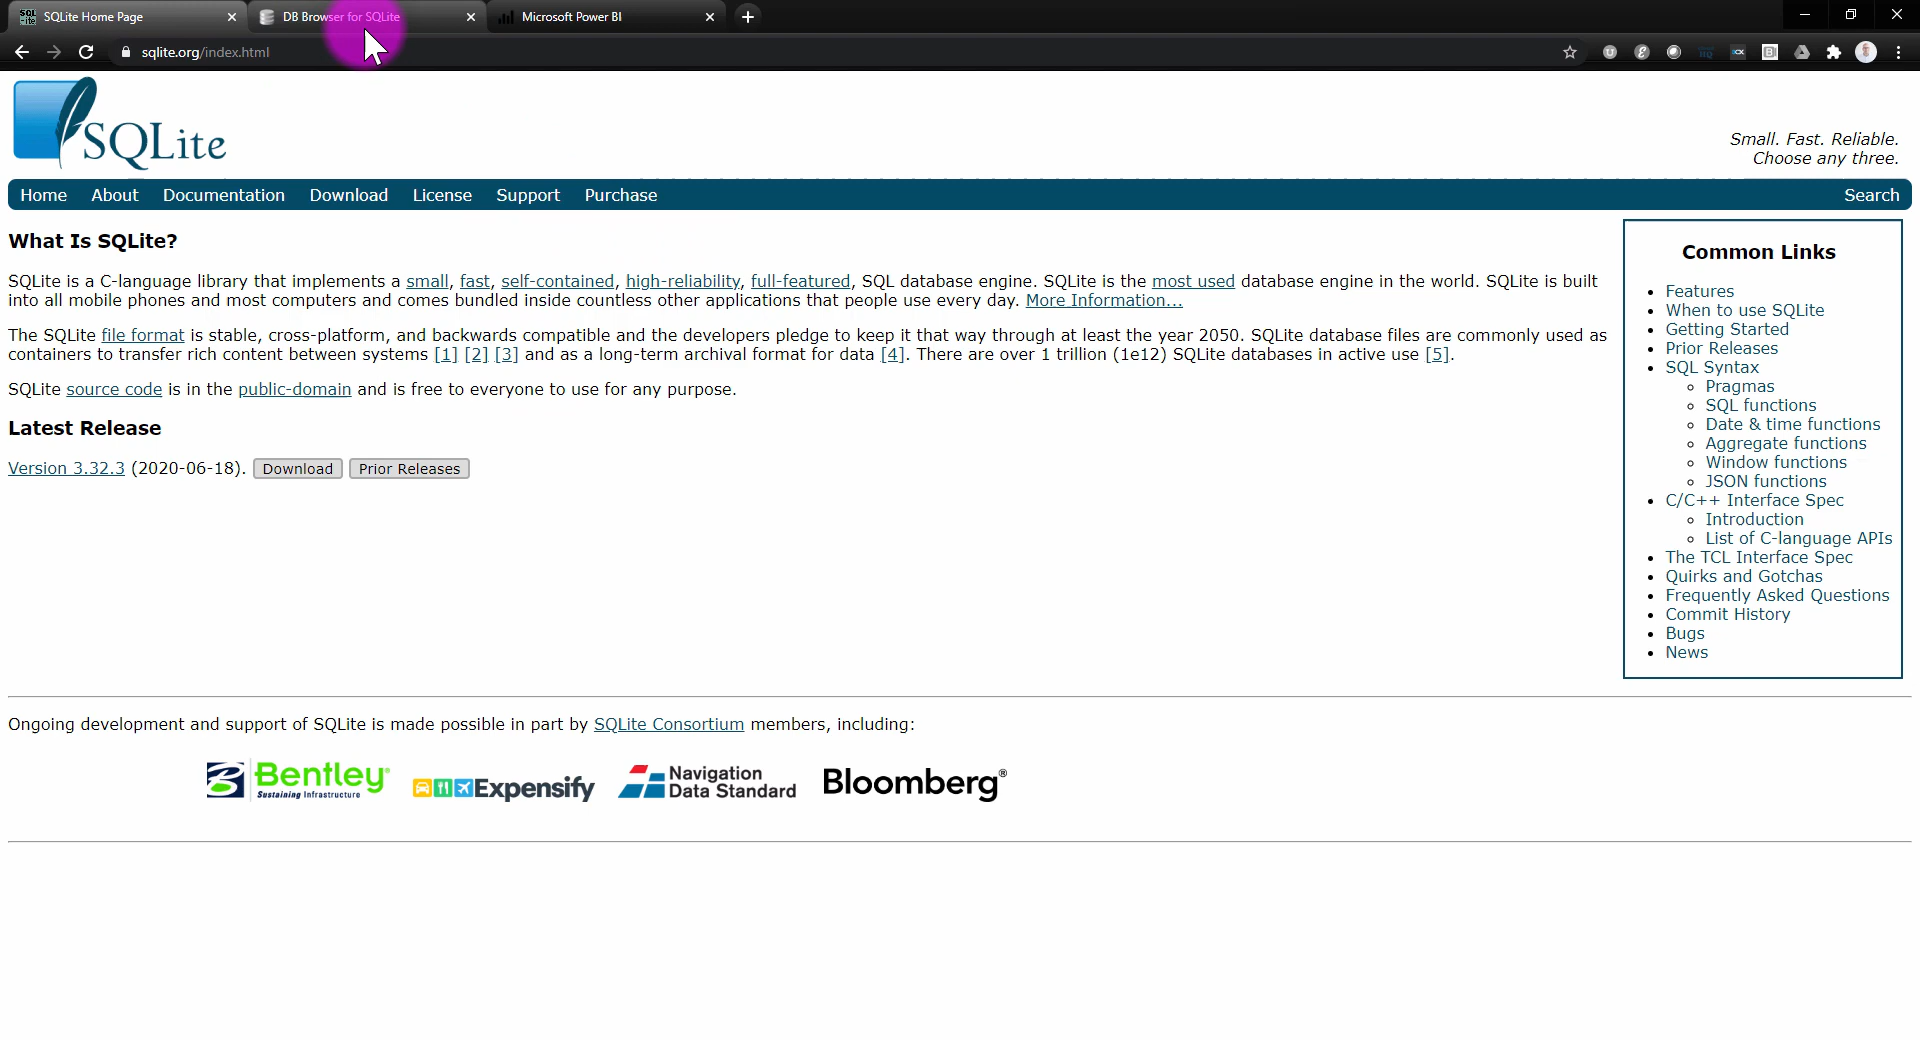 SQLite Home Page
DB Browser for SQLite
Microsoft Power BI
sqlite.org/index.html
SQLite
Small. Fast. Reliable.
Choose any three.
Home About Documentation Download License Support Purchase Search
What Is SQLite?
SQLite is a C-language library that implements a small, fast, self-contained, high-reliability, full-featured, SQL database engine. SQLite is the most used database engine in the world. SQLite is built
into all mobile phones and most computers and comes bundled inside countless other applications that people use every day. More Information...
The SQLite file format is stable, cross-platform, and backwards compatible and the developers pledge to keep it that way through at least the year 2050. SQLite database files are commonly used as
containers to transfer rich content between systems [1] [2] [3] and as a long-term archival format for data [4]. There are over 1 trillion (1e12) SQLite databases in active use [5].
SQLite source code is in the public-domain and is free to everyone to use for any purpose.
Latest Release
Version 3.32.3 (2020-06-18). Download Prior Releases
Common Links
Features
When to use SQLite
Getting Started
Prior Releases
SQL Syntax
Pragmas
SQL functions
Date & time functions
Aggregate functions
Window functions
JSON functions
C/C++ Interface Spec
Introduction
List of C-language APIs
The TCL Interface Spec
Quirks and Gotchas
Frequently Asked Questions
Commit History
Bugs
News
Ongoing development and support of SQLite is made possible in part by SQLite Consortium members, including:
Bentley®
Sustaining Infrastructure
Expensify
Navigation
Data Standard
Bloomberg®